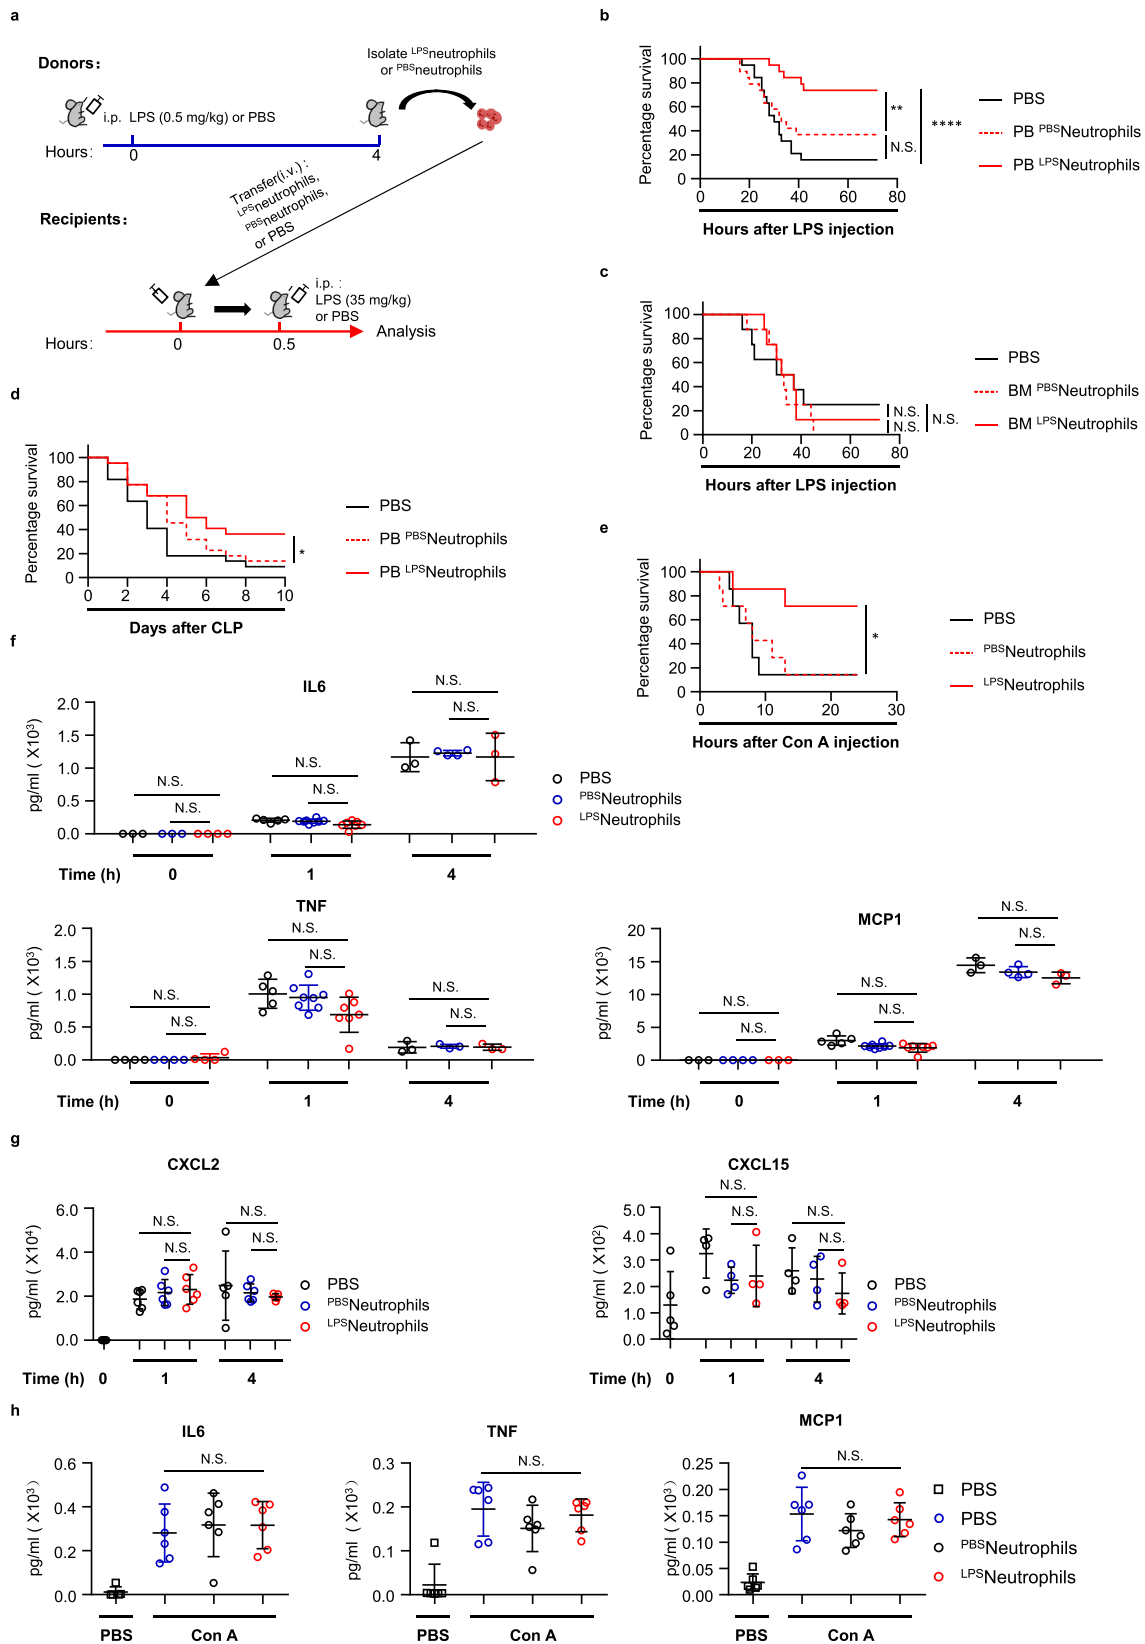 a
Donors:
i.p. LPS (0.5 mg/kg) or PBS
Isolate LPSneutrophils
or PBSneutrophils
Hours:
0
4
Transfer(i.v.) :
LPSneutrophils,
PBSneutrophils,
or PBS
Recipients:
i.p. :
LPS (35 mg/kg)
or PBS
Analysis
Hours:
0
0.5
b
Percentage survival
100
80
60
40
20
0
0 20 40 60 80
Hours after LPS injection
**
N.S.
****
PBS
PB PBSNeutrophils
PB LPSNeutrophils
c
Percentage survival
100
80
60
40
20
0
0 20 40 60 80
Hours after LPS injection
N.S.
N.S.
N.S.
PBS
BM PBSNeutrophils
BM LPSNeutrophils
d
Percentage survival
100
80
60
40
20
0
0 2 4 6 8 10
Days after CLP
*
PBS
PB PBSNeutrophils
PB LPSNeutrophils
e
Percentage survival
100
80
60
40
20
0
0 10 20 30
Hours after Con A injection
*
PBS
PBSNeutrophils
LPSNeutrophils
f
IL6
pg/ml ( X10³)
2.0
1.5
1.0
0.5
0.0
N.S.
N.S.
N.S.
N.S.
N.S.
N.S.
Time (h) 0 1 4
PBS
PBSNeutrophils
LPSNeutrophils
TNF
pg/ml ( X10³)
2.0
1.5
1.0
0.5
0.0
N.S.
N.S.
N.S.
N.S.
N.S.
N.S.
Time (h) 0 1 4
MCP1
pg/ml ( X10³)
20
15
10
5
0
N.S.
N.S.
N.S.
N.S.
N.S.
N.S.
Time (h) 0 1 4
g
CXCL2
pg/ml ( X10⁴)
6.0
4.0
2.0
0.0
N.S.
N.S.
N.S.
N.S.
Time (h) 0 1 4
PBS
PBSNeutrophils
LPSNeutrophils
CXCL15
pg/ml ( X10²)
5.0
4.0
3.0
2.0
1.0
0.0
N.S.
N.S.
N.S.
N.S.
Time (h) 0 1 4
PBS
PBSNeutrophils
LPSNeutrophils
h
IL6
pg/ml ( X10³)
0.6
0.4
0.2
0.0
N.S.
PBS Con A
TNF
pg/ml ( X10³)
0.3
0.2
0.1
0.0
N.S.
PBS Con A
MCP1
pg/ml ( X10³)
0.25
0.20
0.15
0.10
0.05
0.00
N.S.
PBS Con A
PBS
PBS
PBSNeutrophils
LPSNeutrophils